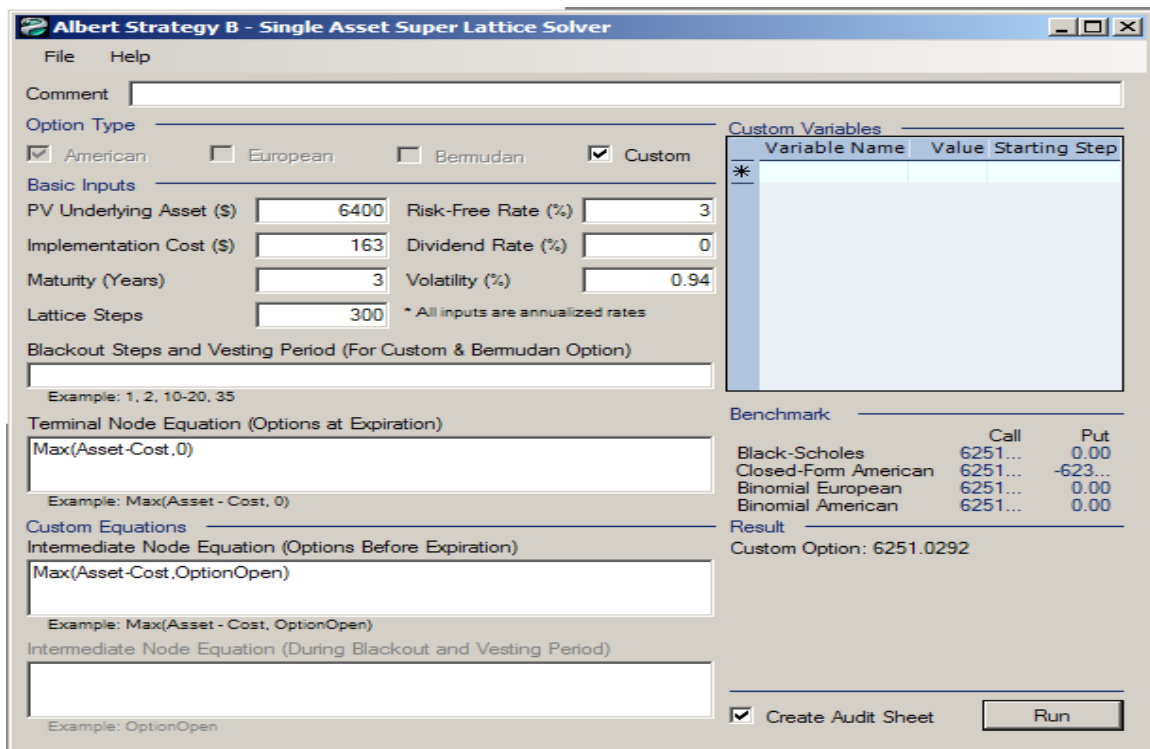 Albert Strategy B - Single Asset Super Lattice Solver
File Help
Comment
Option Type
American European Bermudan Custom
Basic Inputs
PV Underlying Asset ($) 6400 Risk-Free Rate (%) 3
Implementation Cost ($) 163 Dividend Rate (%) 0
Maturity (Years) 3 Volatility (%) 0.94
Lattice Steps 300 * All inputs are annualized rates
Blackout Steps and Vesting Period (For Custom & Bermudan Option)
Example: 1, 2, 10-20, 35
Terminal Node Equation (Options at Expiration)
Max(Asset-Cost,0)
Example: Max(Asset - Cost, 0)
Custom Equations
Intermediate Node Equation (Options Before Expiration)
Max(Asset-Cost,OptionOpen)
Example: Max(Asset - Cost, OptionOpen)
Intermediate Node Equation (During Blackout and Vesting Period)
Example: OptionOpen
Custom Variables
Variable Name Value Starting Step
*
Benchmark
Call Put
Black-Scholes 6251... 0.00
Closed-Form American 6251... -623...
Binomial European 6251... 0.00
Binomial American 6251... 0.00
Result
Custom Option: 6251.0292
Create Audit Sheet Run